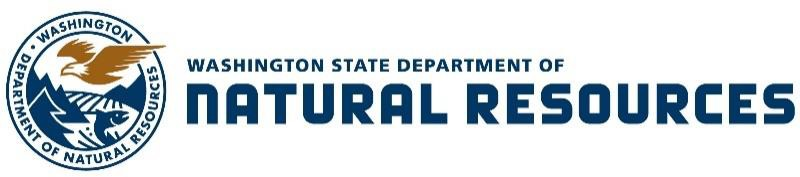 WASHINGTON
DEPARTMENT OF NATURAL RESOURCES
WASHINGTON STATE DEPARTMENT OF
NATURAL RESOURCES